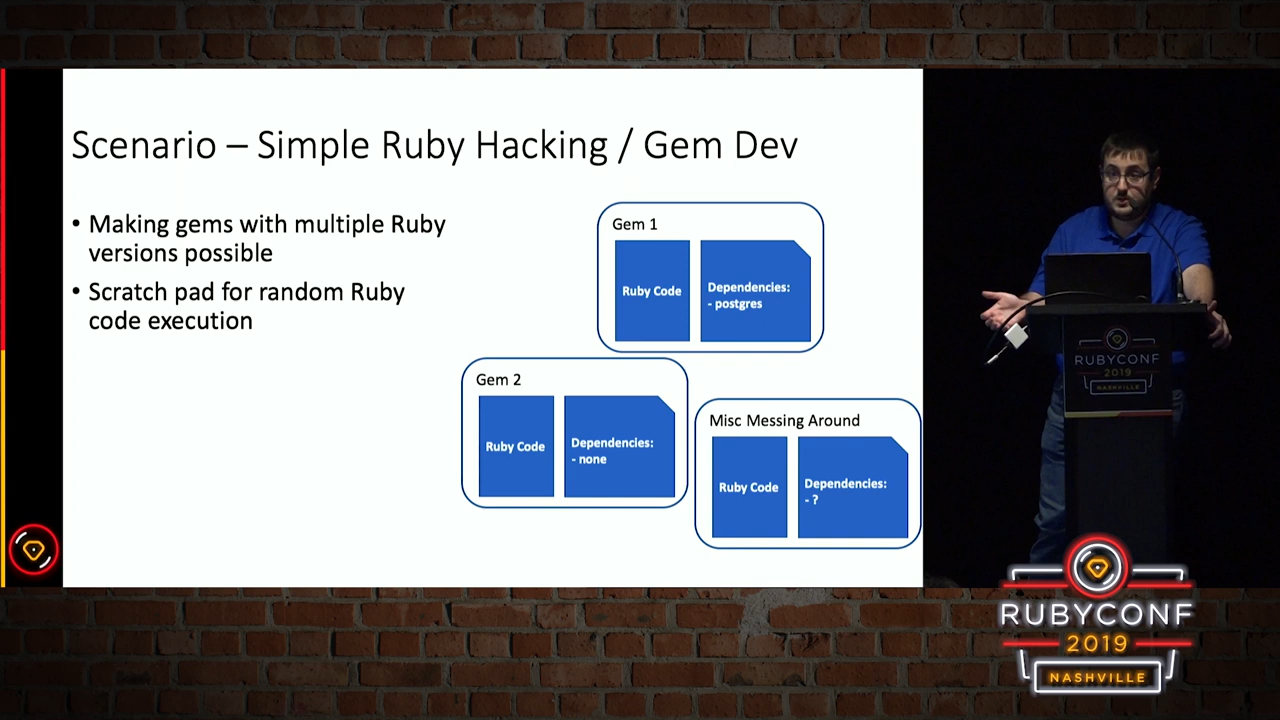 Scenario – Simple Ruby Hacking / Gem Dev
• Making gems with multiple Ruby
versions possible
• Scratch pad for random Ruby
code execution
Gem 1
Ruby Code
Dependencies:
- postgres
Gem 2
Ruby Code
Dependencies:
- none
Misc Messing Around
Ruby Code
Dependencies:
- ?
RUBYCONF
2019
NASHVILLE
RUBYCONF
2019
NASHVILLE